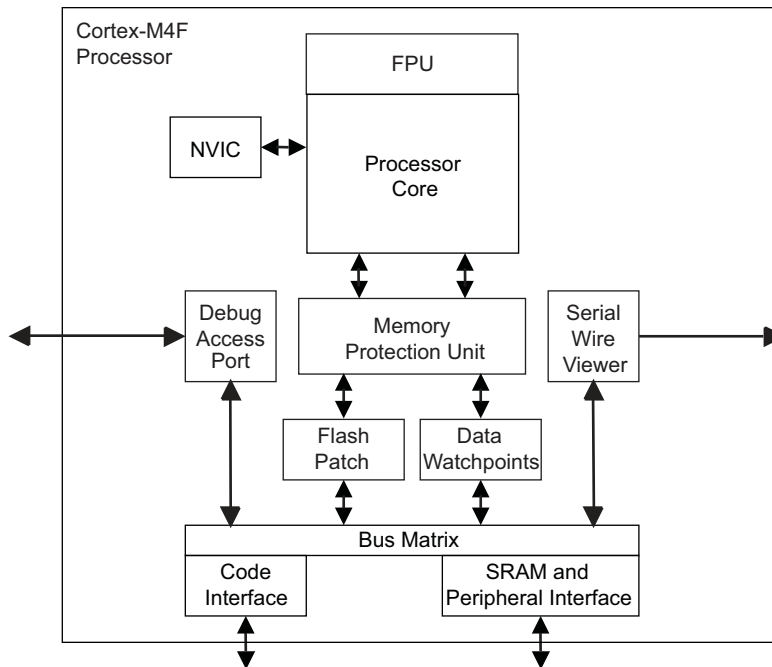 Cortex-M4F
Processor
FPU
NVIC
Processor
Core
Debug
Access
Port
Memory
Protection Unit
Serial
Wire
Viewer
Flash
Patch
Data
Watchpoints
Bus Matrix
Code
Interface
SRAM and
Peripheral Interface